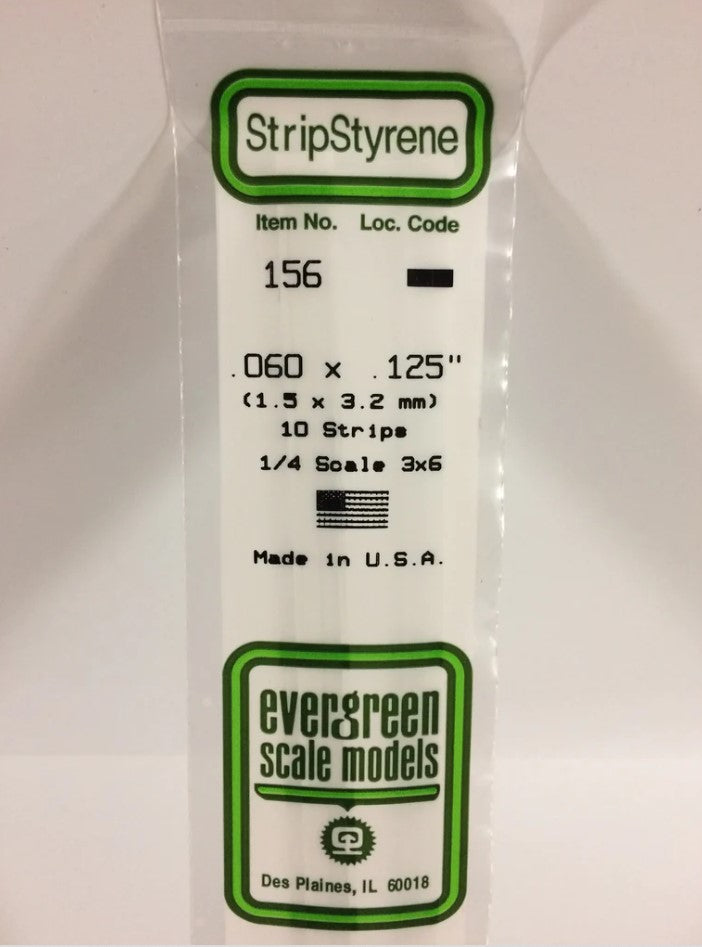 StripStyrene
Item No. Loc. Code
156
.060 x .125"
(1.5 x 3.2 mm)
10 Strips
1/4 Scale 3x6
Made in U.S.A.
evergreen
scale models
Des Plaines, IL 60018